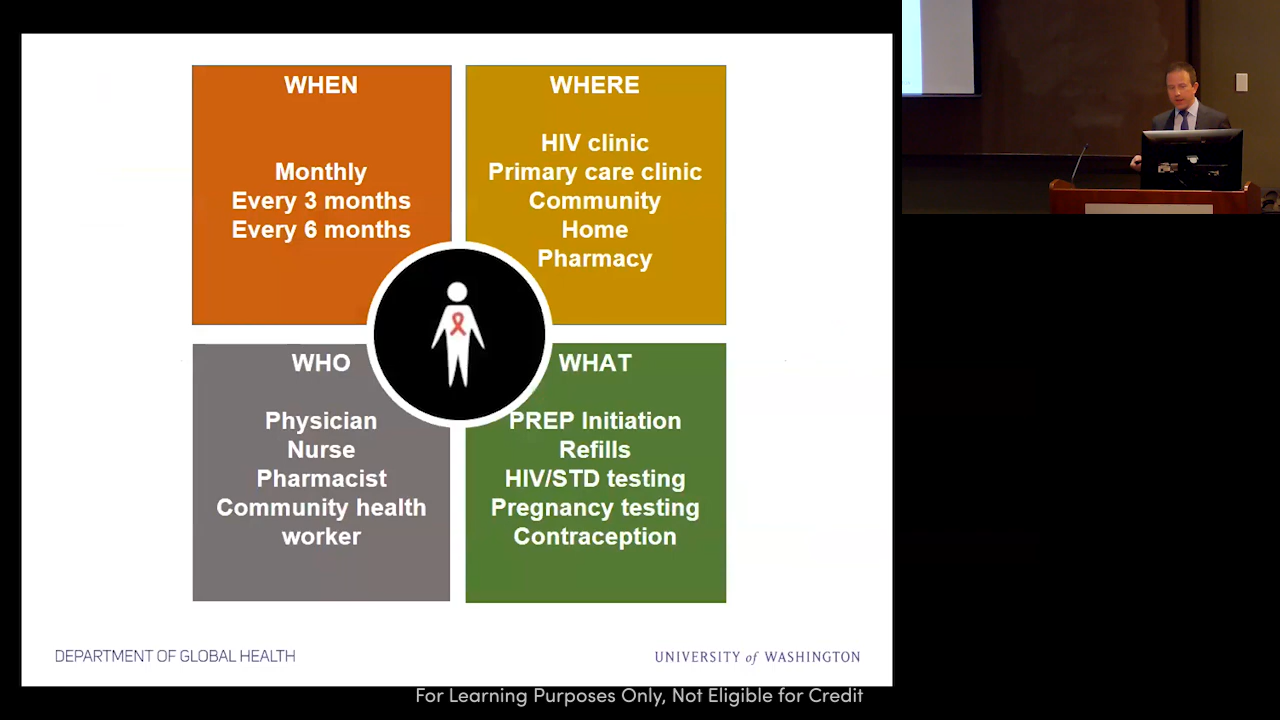 WHEN
Monthly
Every 3 months
Every 6 months
WHERE
HIV clinic
Primary care clinic
Community
Home
Pharmacy
WHO
Physician
Nurse
Pharmacist
Community health
worker
WHAT
PREP Initiation
Refills
HIV/STD testing
Pregnancy testing
Contraception
DEPARTMENT OF GLOBAL HEALTH
UNIVERSITY of WASHINGTON
For Learning Purposes Only, Not Eligible for Credit